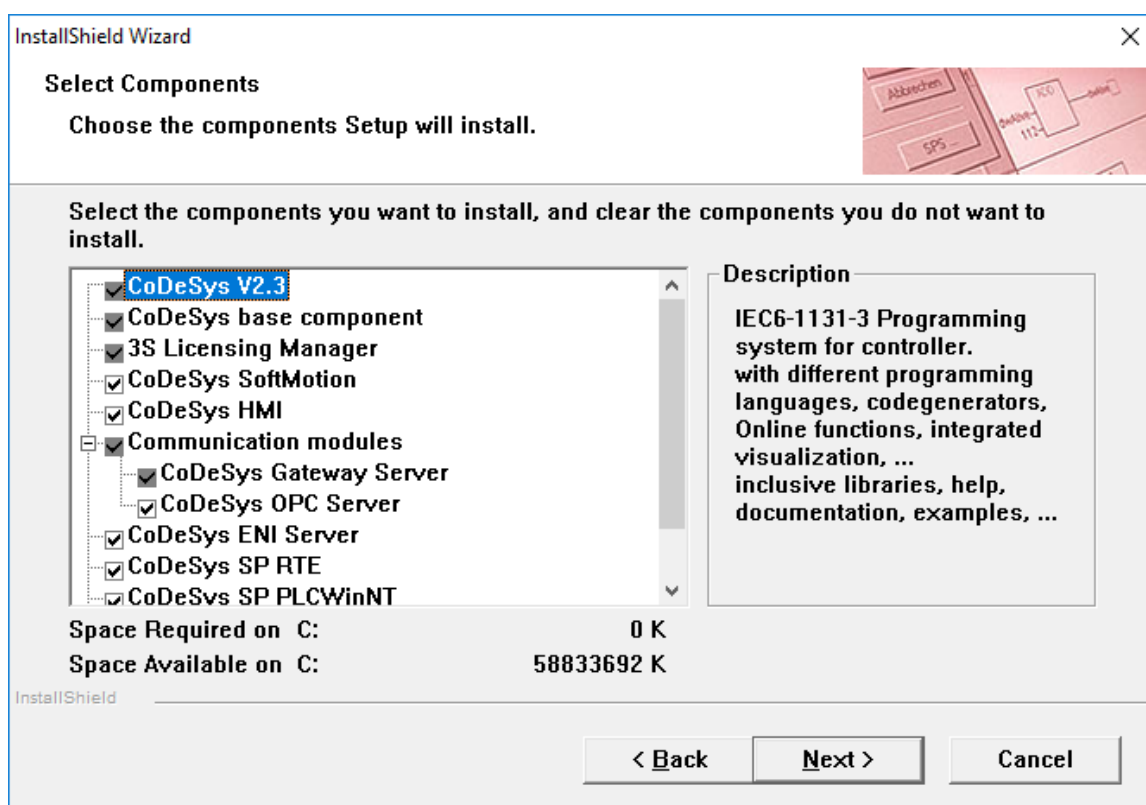 InstallShield Wizard
Select Components
Choose the components Setup will install.
Abbrechen
SPS ...
ADD
dwAlive
112
dwAlive
Select the components you want to install, and clear the components you do not want to
install.
CoDeSys V2.3
CoDeSys base component
3S Licensing Manager
CoDeSys SoftMotion
CoDeSys HMI
Communication modules
CoDeSys Gateway Server
CoDeSys OPC Server
CoDeSys ENI Server
CoDeSys SP RTE
CoDeSys SP PLCWinNT
Description
IEC6-1131-3 Programming
system for controller.
with different programming
languages, codegenerators,
Online functions, integrated
visualization, ...
inclusive libraries, help,
documentation, examples, ...
Space Required on C: 0 K
Space Available on C: 58833692 K
InstallShield
< Back
Next >
Cancel